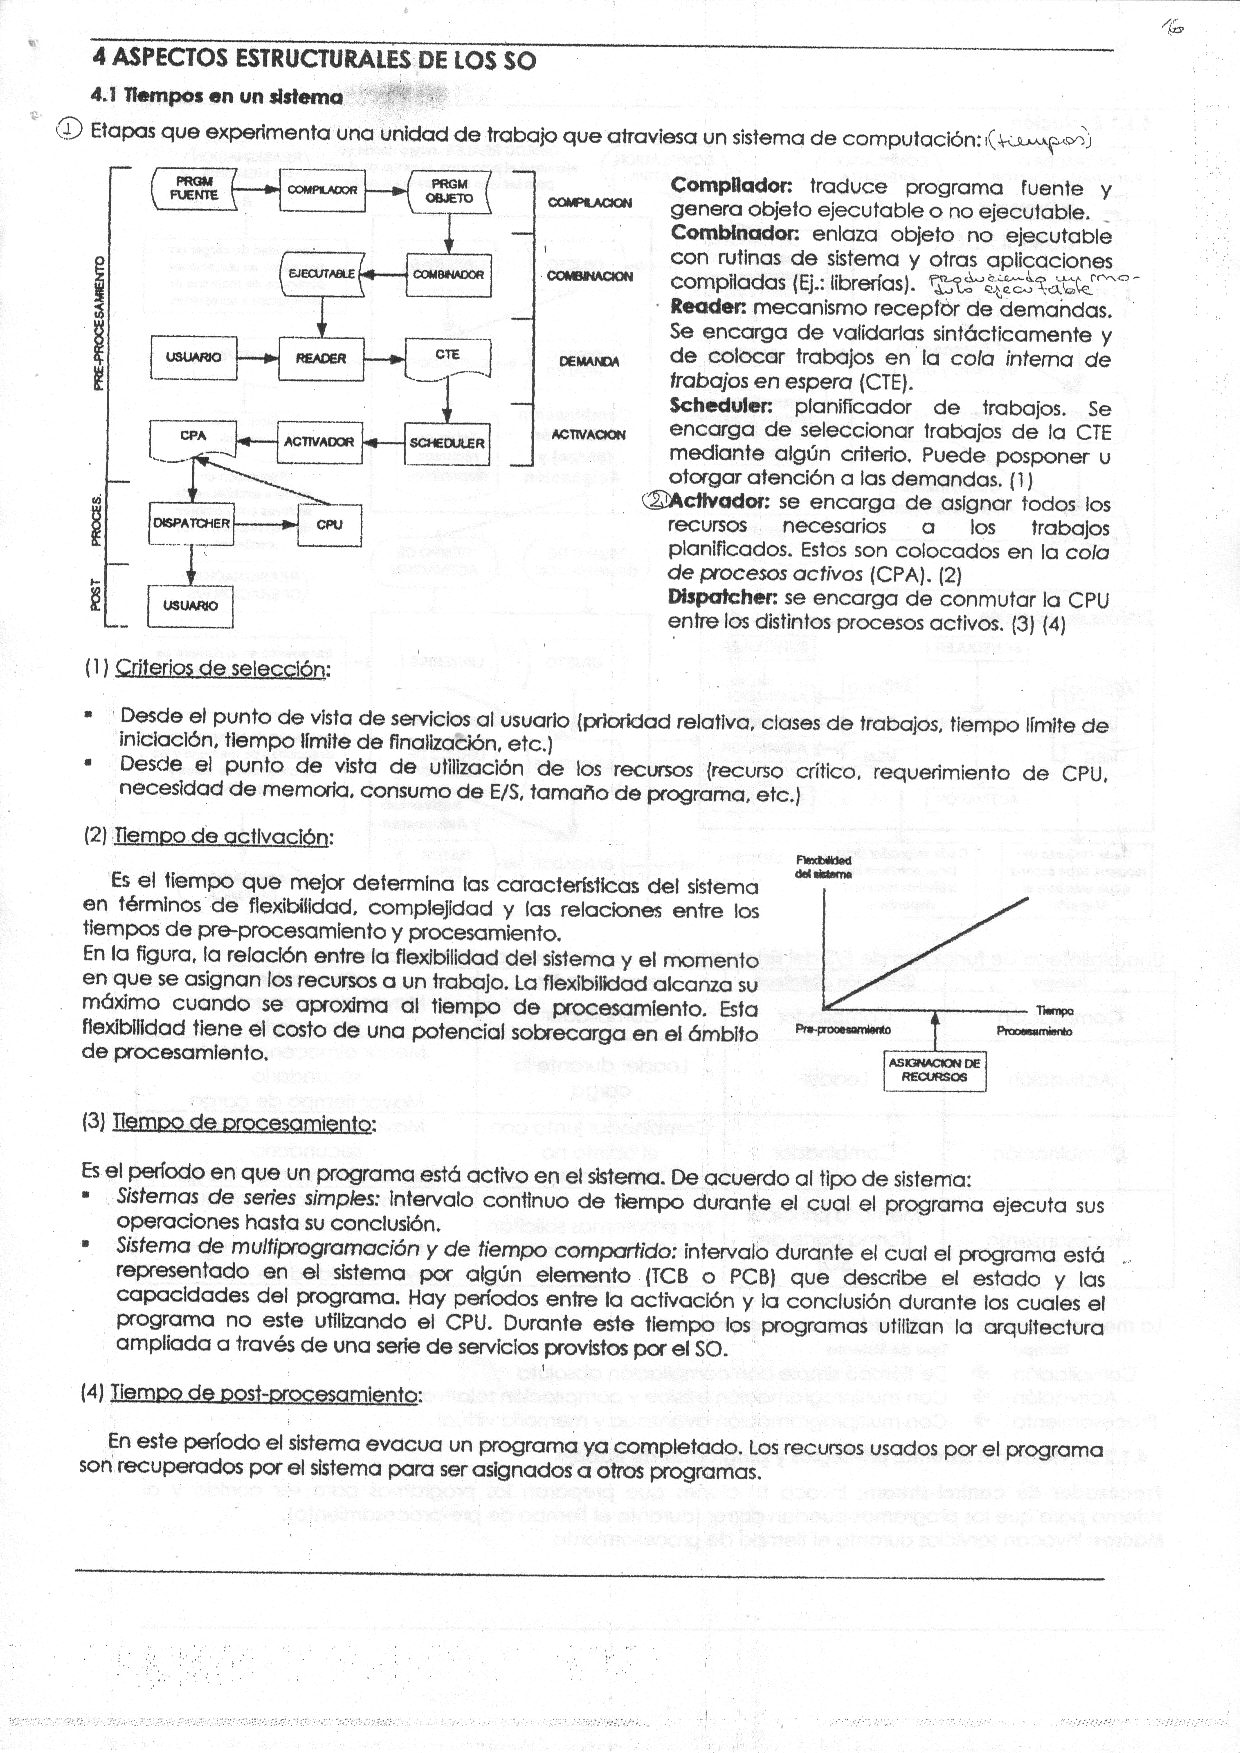 16
4 ASPECTOS ESTRUCTURALES DE LOS SO
4.1 Tiempos en un sistema
1 Etapas que experimenta una unidad de trabajo que atraviesa un sistema de computación: (tiempos)
PRGM
FUENTE
COMPILADOR
PRGM
OBJETO
COMPILACION
EJECUTABLE
COMBINADOR
COMBINACION
USUARIO
READER
CTE
DEMANDA
CPA
ACTIVADOR
SCHEDULER
ACTIVACION
DISPATCHER
CPU
USUARIO
PRE-PROCESAMIENTO
PROCES.
POST
Compilador: traduce programa fuente y
genera objeto ejecutable o no ejecutable.
Combinador: enlaza objeto no ejecutable
con rutinas de sistema y otras aplicaciones
compiladas (Ej.: librerías). produciendo un mo-
dulo ejecutable
Reader: mecanismo receptor de demandas.
Se encarga de validarlas sintácticamente y
de colocar trabajos en la cola interna de
trabajos en espera (CTE).
Scheduler: planificador de trabajos. Se
encarga de seleccionar trabajos de la CTE
mediante algún criterio. Puede posponer u
otorgar atención a las demandas. (1)
2 Activador: se encarga de asignar todos los
recursos necesarios a los trabajos
planificados. Estos son colocados en la cola
de procesos activos (CPA). (2)
Dispatcher: se encarga de conmutar la CPU
entre los distintos procesos activos. (3) (4)
(1) Criterios de selección:
▪ Desde el punto de vista de servicios al usuario (prioridad relativa, clases de trabajos, tiempo límite de
iniciación, tiempo límite de finalización, etc.)
▪ Desde el punto de vista de utilización de los recursos (recurso crítico, requerimiento de CPU,
necesidad de memoria, consumo de E/S, tamaño de programa, etc.)
(2) Tiempo de activación:
Es el tiempo que mejor determina las características del sistema
en términos de flexibilidad, complejidad y las relaciones entre los
tiempos de pre-procesamiento y procesamiento.
En la figura, la relación entre la flexibilidad del sistema y el momento
en que se asignan los recursos a un trabajo. La flexibilidad alcanza su
máximo cuando se aproxima al tiempo de procesamiento. Esta
flexibilidad tiene el costo de una potencial sobrecarga en el ámbito
de procesamiento.
Flexibilidad
del sistema
Tiempo
Pre-procesamiento
Procesamiento
ASIGNACION DE
RECURSOS
(3) Tiempo de procesamiento:
Es el período en que un programa está activo en el sistema. De acuerdo al tipo de sistema:
▪ Sistemas de series simples: intervalo continuo de tiempo durante el cual el programa ejecuta sus
operaciones hasta su conclusión.
▪ Sistema de multiprogramación y de tiempo compartido: intervalo durante el cual el programa está
representado en el sistema por algún elemento (TCB o PCB) que describe el estado y las
capacidades del programa. Hay períodos entre la activación y la conclusión durante los cuales el
programa no este utilizando el CPU. Durante este tiempo los programas utilizan la arquitectura
ampliada a través de una serie de servicios provistos por el SO.
(4) Tiempo de post-procesamiento:
En este período el sistema evacua un programa ya completado. Los recursos usados por el programa
son recuperados por el sistema para ser asignados a otros programas.